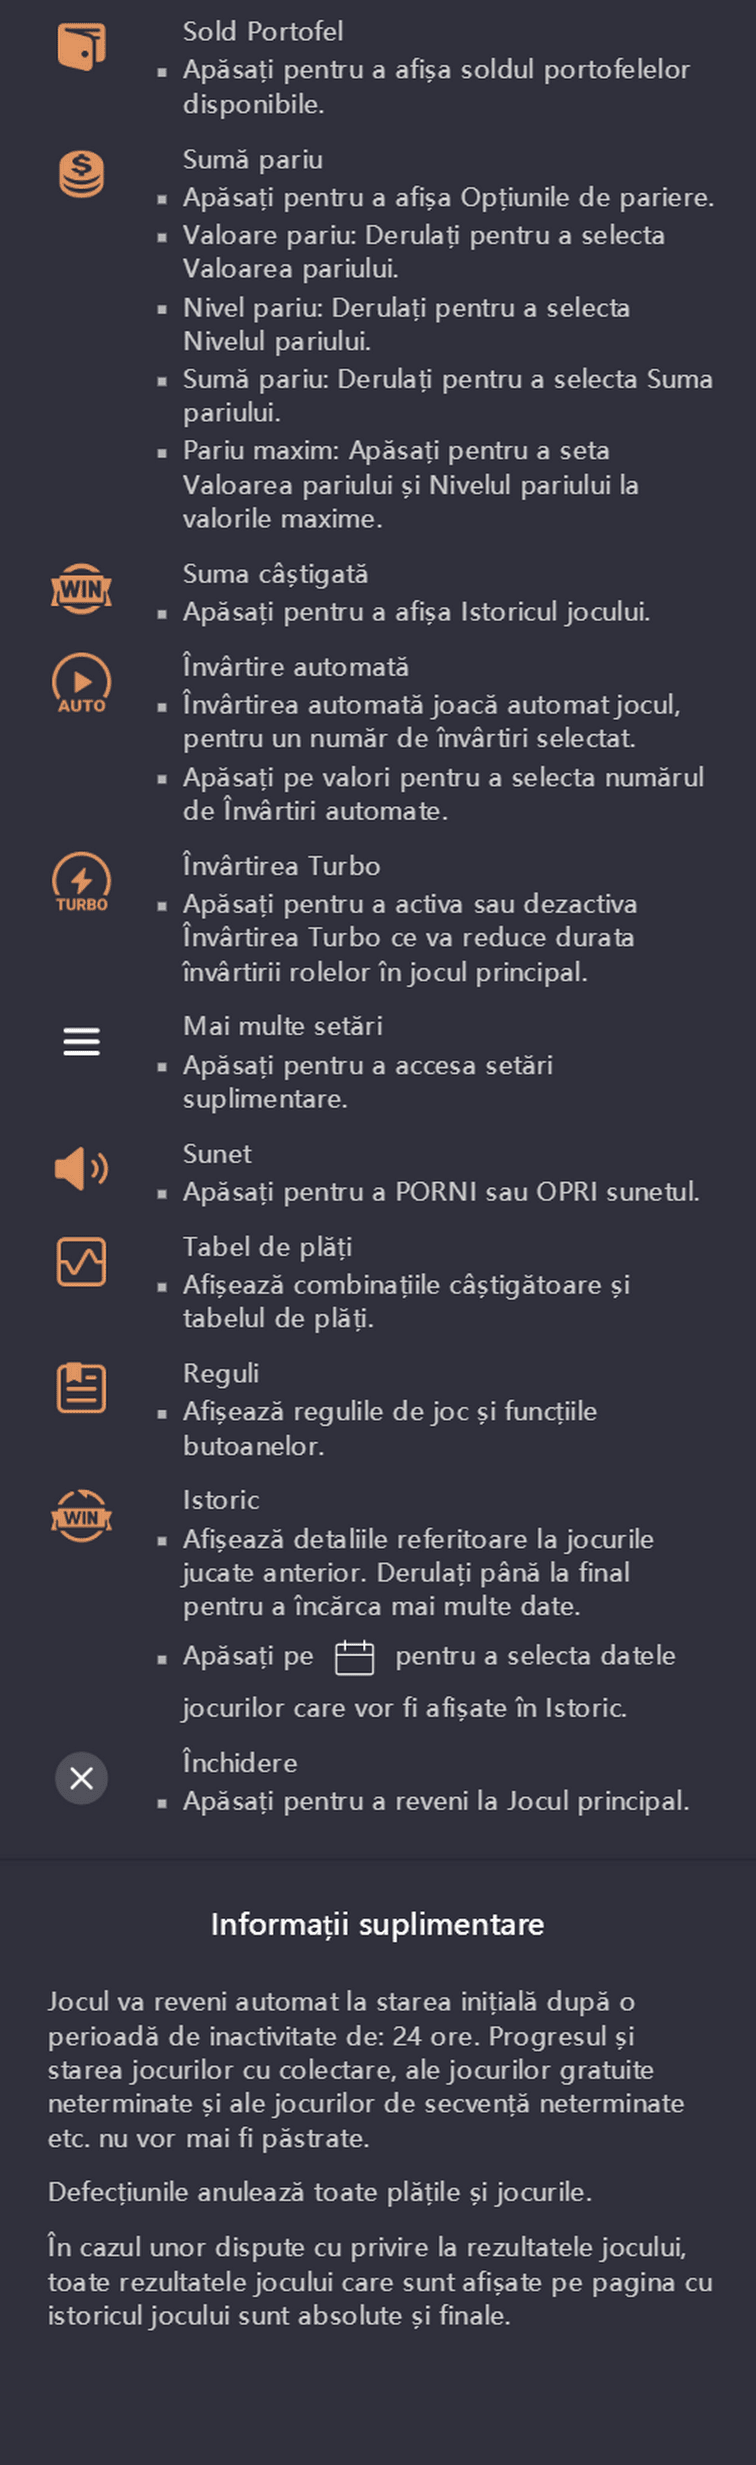 Sold Portofel
▪ Apăsați pentru a afișa soldul portofelelor
disponibile.
Sumă pariu
▪ Apăsați pentru a afișa Opțiunile de pariere.
▪ Valoare pariu: Derulați pentru a selecta
Valoarea pariului.
▪ Nivel pariu: Derulați pentru a selecta
Nivelul pariului.
▪ Sumă pariu: Derulați pentru a selecta Suma
pariului.
▪ Pariu maxim: Apăsați pentru a seta
Valoarea pariului și Nivelul pariului la
valorile maxime.
WIN
Suma câștigată
▪ Apăsați pentru a afișa Istoricul jocului.
AUTO
Învârtire automată
▪ Învârtirea automată joacă automat jocul,
pentru un număr de învârtiri selectat.
▪ Apăsați pe valori pentru a selecta numărul
de Învârtiri automate.
TURBO
Învârtirea Turbo
▪ Apăsați pentru a activa sau dezactiva
Învârtirea Turbo ce va reduce durata
învârtirii rolelor în jocul principal.
Mai multe setări
▪ Apăsați pentru a accesa setări
suplimentare.
Sunet
▪ Apăsați pentru a PORNI sau OPRI sunetul.
Tabel de plăți
▪ Afișează combinațiile câștigătoare și
tabelul de plăți.
Reguli
▪ Afișează regulile de joc și funcțiile
butoanelor.
WIN
Istoric
▪ Afișează detaliile referitoare la jocurile
jucate anterior. Derulați până la final
pentru a încărca mai multe date.
▪ Apăsați pe pentru a selecta datele
jocurilor care vor fi afișate în Istoric.
Închidere
▪ Apăsați pentru a reveni la Jocul principal.
Informații suplimentare
Jocul va reveni automat la starea inițială după o
perioadă de inactivitate de: 24 ore. Progresul și
starea jocurilor cu colectare, ale jocurilor gratuite
neterminate și ale jocurilor de secvență neterminate
etc. nu vor mai fi păstrate.
Defecțiunile anulează toate plățile și jocurile.
În cazul unor dispute cu privire la rezultatele jocului,
toate rezultatele jocului care sunt afișate pe pagina cu
istoricul jocului sunt absolute și finale.